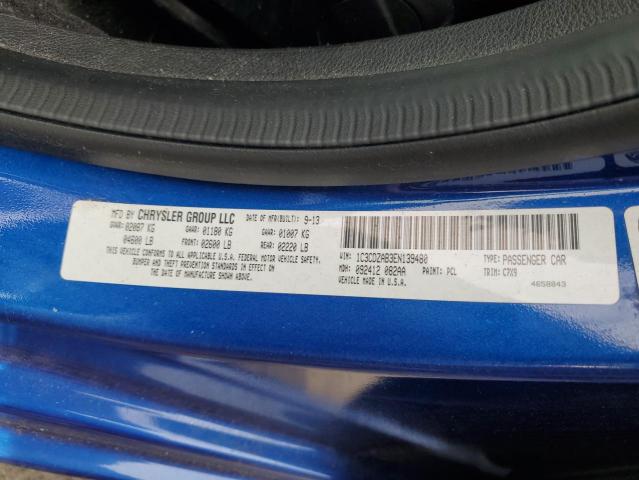 MFD BY CHRYSLER GROUP LLC DATE OF MFR(BUILT): 9-13
GVWR: 02087 KG GAWR: 01180 KG GAWR: 01007 KG
04600 LB FRONT: 02600 LB REAR: 02220 LB
THIS VEHICLE CONFORMS TO ALL APPLICABLE U.S.A. FEDERAL MOTOR VEHICLE SAFETY,
BUMPER AND THEFT PREVENTION STANDARDS IN EFFECT ON
THE DATE OF MANUFACTURE SHOWN ABOVE.
VIN: 1C3CDZAB3EN139480 TYPE: PASSENGER CAR
MDH: 092412 082AA PAINT: PCL TRIM: C7X9
VEHICLE MADE IN U.S.A. 4658843